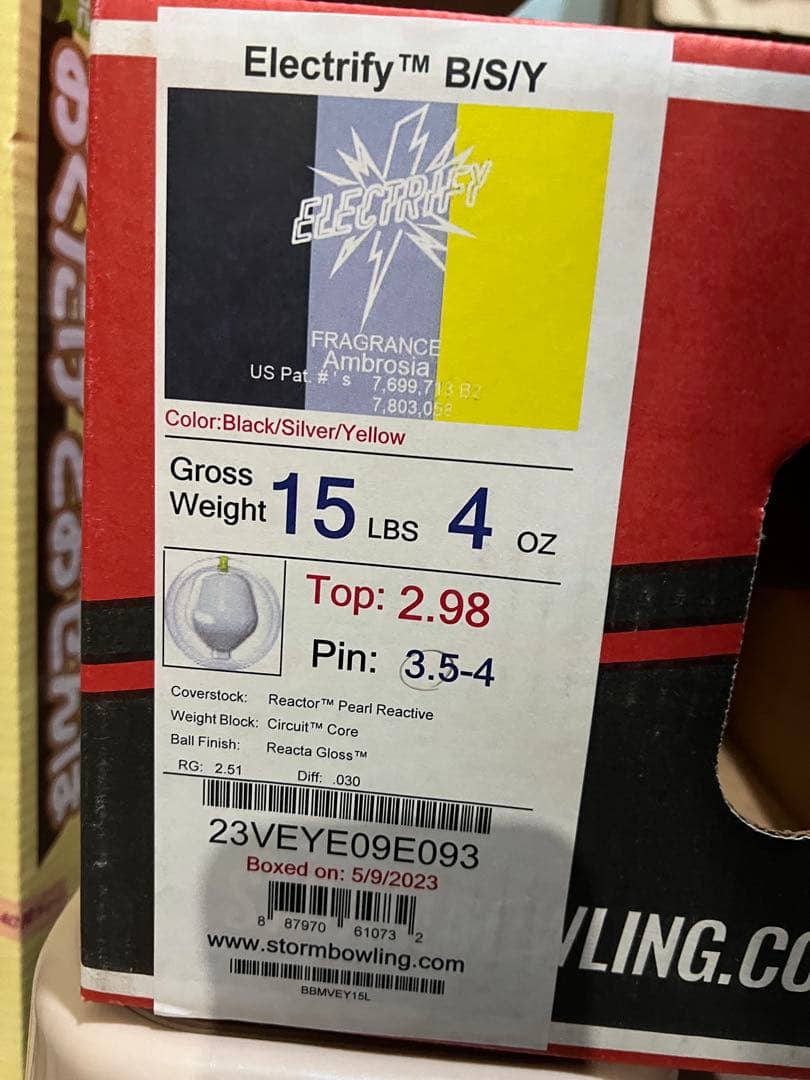 Electrify™ B/S/Y
ELECTRIFY
FRAGRANCE
Ambrosia
US Pat. #'s 7,699,713 B2
7,803,058
Color:Black/Silver/Yellow
Gross
Weight 15 LBS 4 oz
Top: 2.98
Pin: 3.5-4
Coverstock: Reactor™ Pearl Reactive
Weight Block: Circuit™ Core
Ball Finish: Reacta Gloss™
RG: 2.51 Diff: .030
23VEYE09E093
Boxed on: 5/9/2023
8 87970 61073 2
www.stormbowling.com
BBMVEY15L
WLING.CO